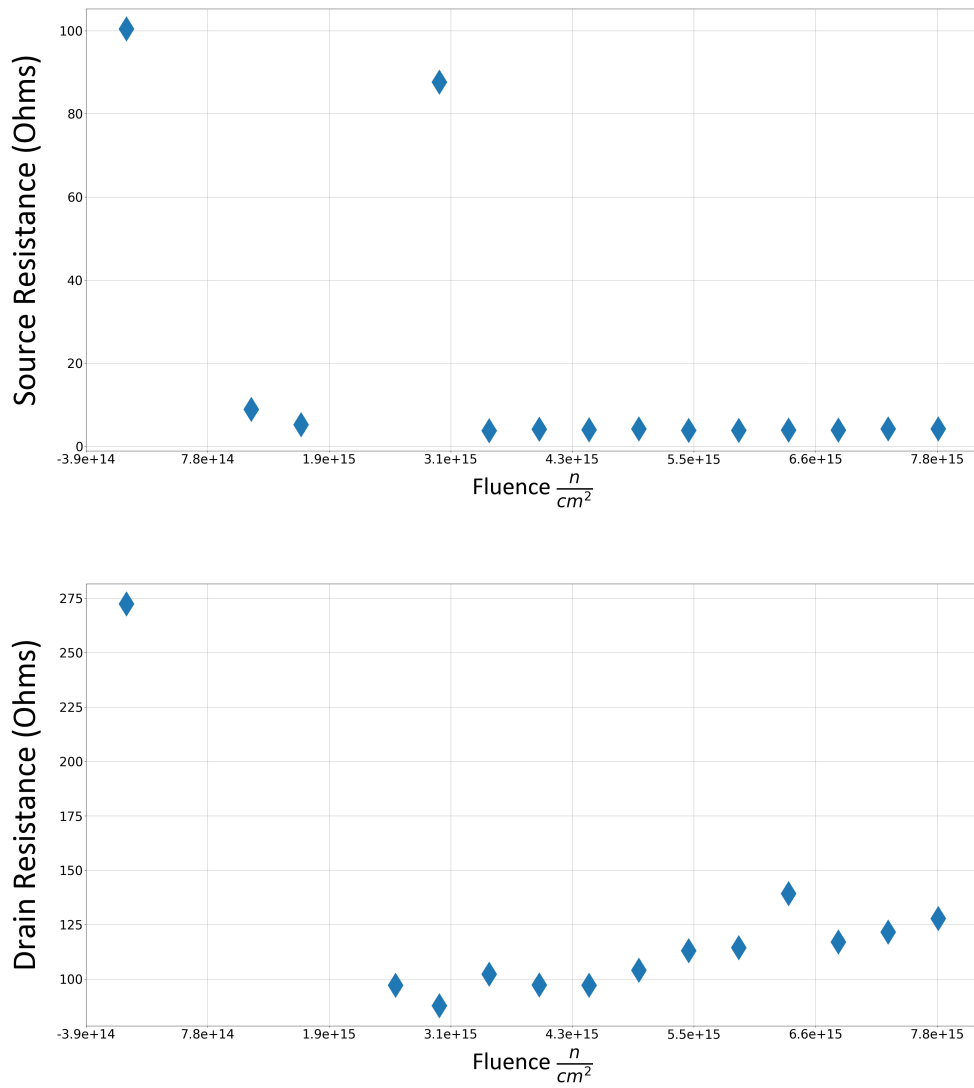 Source Resistance (Ohms)
100
80
60
40
20
0
-3.9e+14 7.8e+14 1.9e+15 3.1e+15 4.3e+15 5.5e+15 6.6e+15 7.8e+15
Fluence n/cm²
Drain Resistance (Ohms)
275
250
225
200
175
150
125
100
-3.9e+14 7.8e+14 1.9e+15 3.1e+15 4.3e+15 5.5e+15 6.6e+15 7.8e+15
Fluence n/cm²